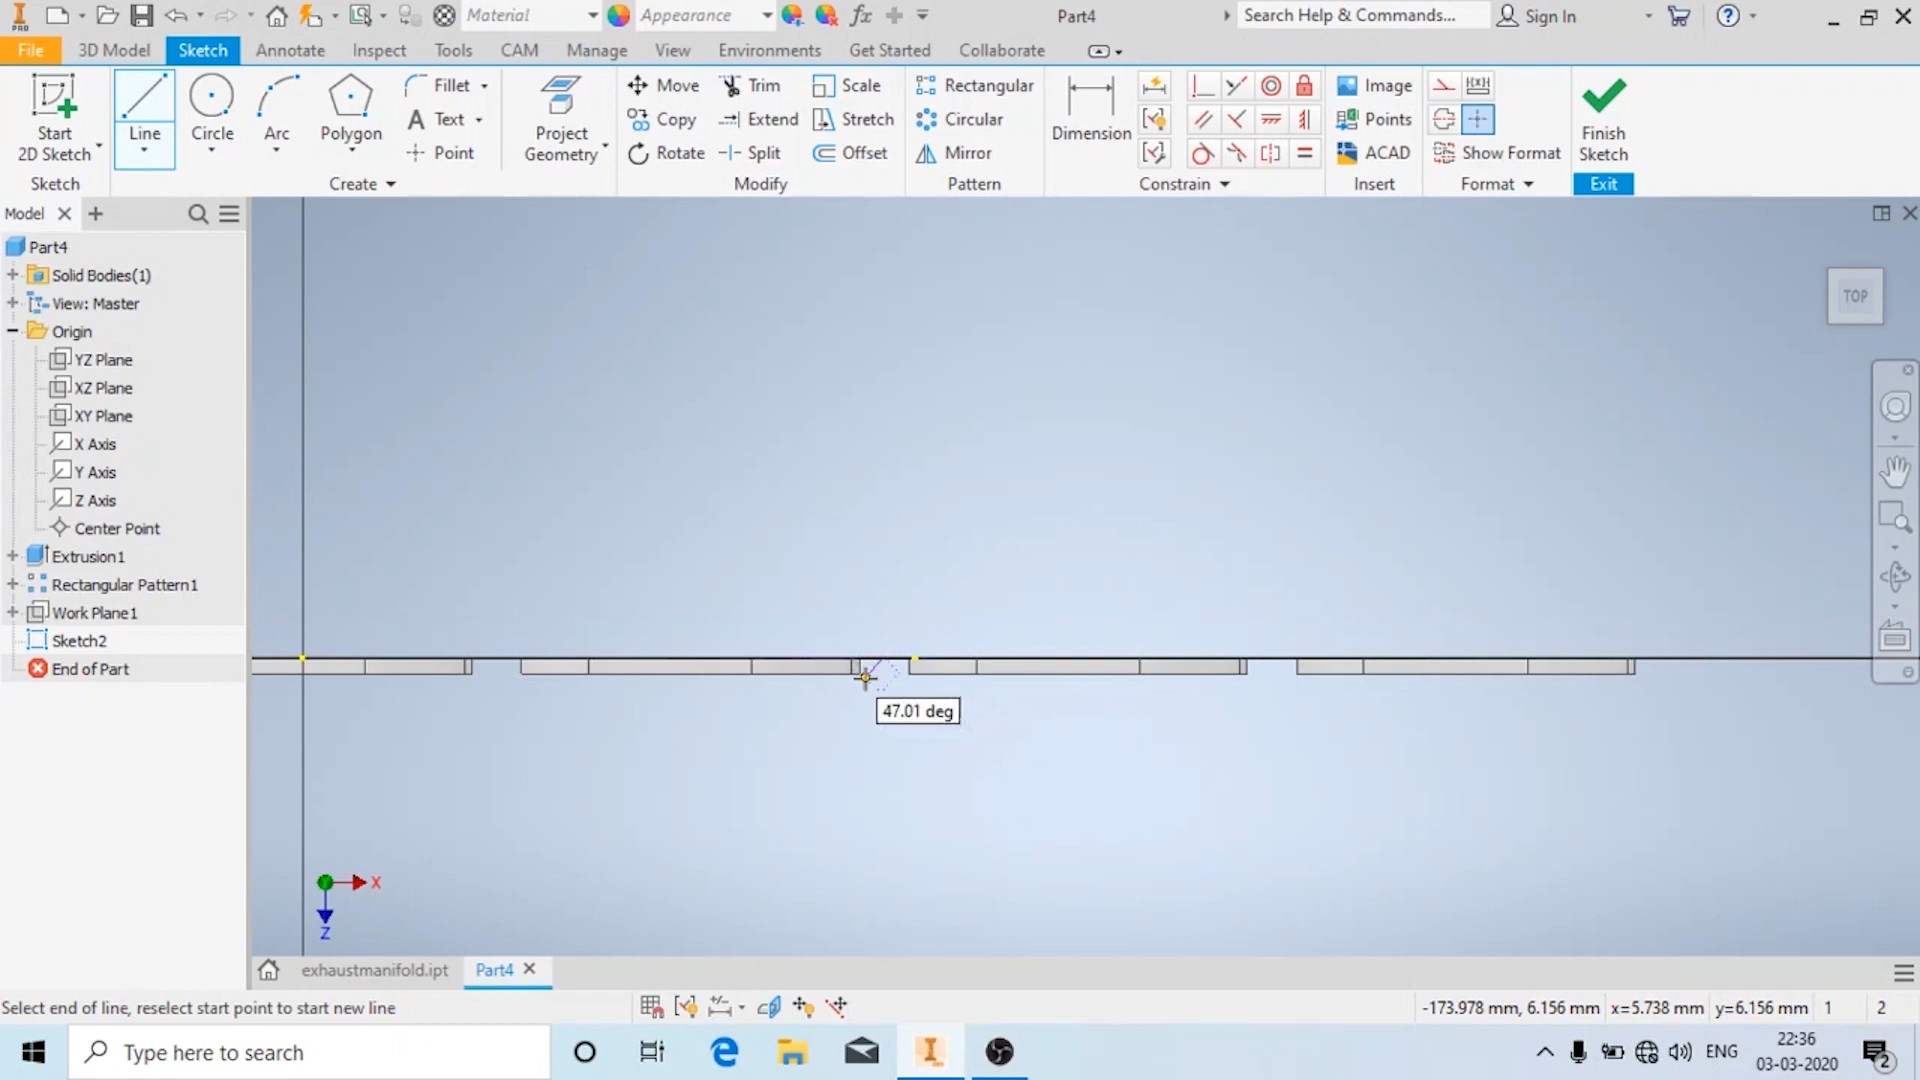 PRO
Material
Appearance
Part4
Search Help & Commands...
Sign In
File
3D Model
Sketch
Annotate
Inspect
Tools
CAM
Manage
View
Environments
Get Started
Collaborate
Start
2D Sketch
Line
Circle
Arc
Polygon
Fillet
Text
Point
Project
Geometry
Move
Copy
Rotate
Trim
Extend
Split
Scale
Stretch
Offset
Rectangular
Circular
Mirror
Dimension
Image
Points
ACAD
Show Format
Finish
Sketch
Sketch
Create
Modify
Pattern
Constrain
Insert
Format
Exit
Model
Part4
Solid Bodies(1)
View: Master
Origin
YZ Plane
XZ Plane
XY Plane
X Axis
Y Axis
Z Axis
Center Point
Extrusion1
Rectangular Pattern1
Work Plane1
Sketch2
End of Part
TOP
47.01 deg
X
Z
exhaustmanifold.ipt
Part4
Select end of line, reselect start point to start new line
-173.978 mm, 6.156 mm
x=5.738 mm
y=6.156 mm
1
2
Type here to search
ENG
22:36
03-03-2020
2